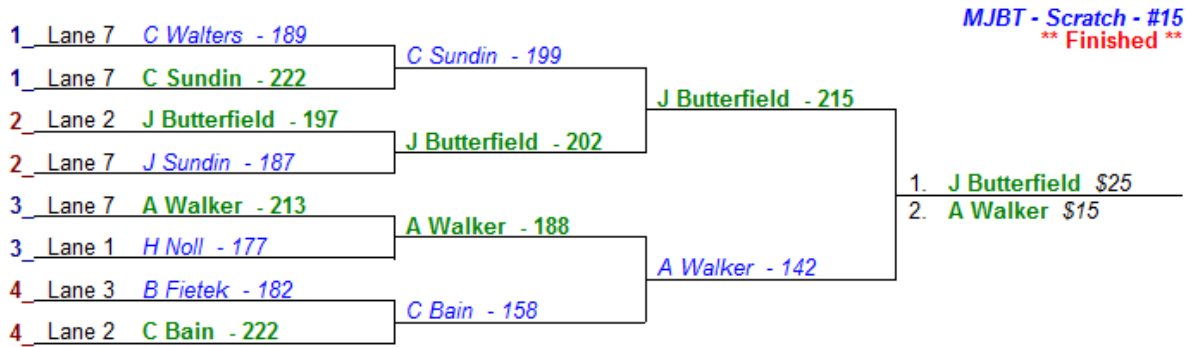 MJBT - Scratch - #15
** Finished **
1_ Lane 7 C Walters - 189
1_ Lane 7 C Sundin - 222
2_ Lane 2 J Butterfield - 197
2_ Lane 7 J Sundin - 187
3_ Lane 7 A Walker - 213
3_ Lane 1 H Noll - 177
4_ Lane 3 B Fietek - 182
4_ Lane 2 C Bain - 222
C Sundin - 199
J Butterfield - 202
A Walker - 188
C Bain - 158
J Butterfield - 215
A Walker - 142
1. J Butterfield $25
2. A Walker $15